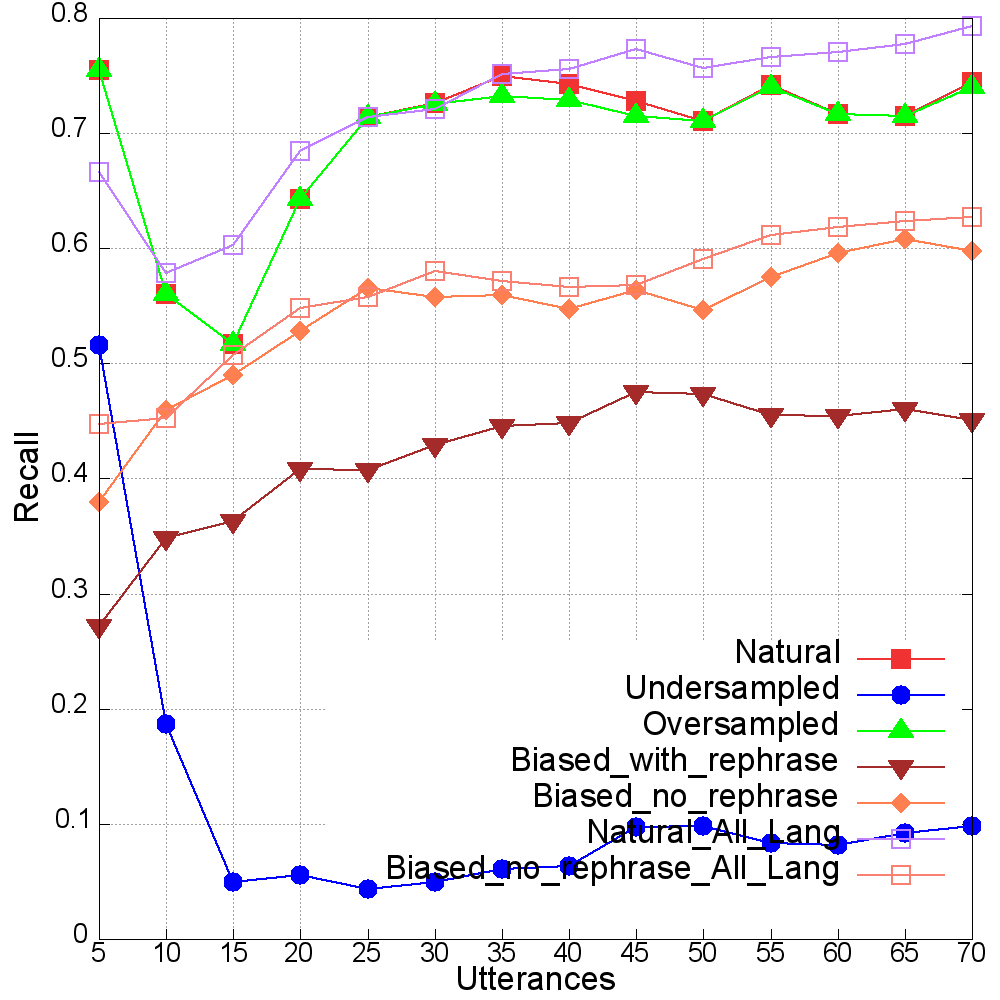 0.8
0.7
0.6
0.5
0.4
0.3
0.2
0.1
0
Recall
Natural
Undersampled
Oversampled
Biased_with_rephrase
Biased_no_rephrase
Natural_All_Lang
Biased_no_rephrase_All_Lang
5 10 15 20 25 30 35 40 45 50 55 60 65 70
Utterances